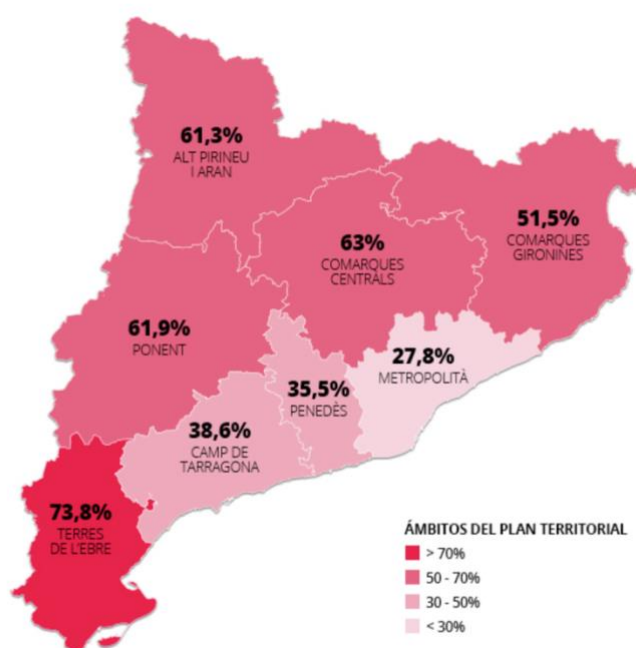 61,3%
ALT PIRINEU
I ARAN
51,5%
COMARQUES
GIRONINES
63%
COMARQUES
CENTRALS
61,9%
PONENT
27,8%
METROPOLITÀ
35,5%
PENEDÈS
38,6%
CAMP DE
TARRAGONA
73,8%
TERRES
DE L'EBRE
ÁMBITOS DEL PLAN TERRITORIAL
> 70%
50 - 70%
30 - 50%
< 30%